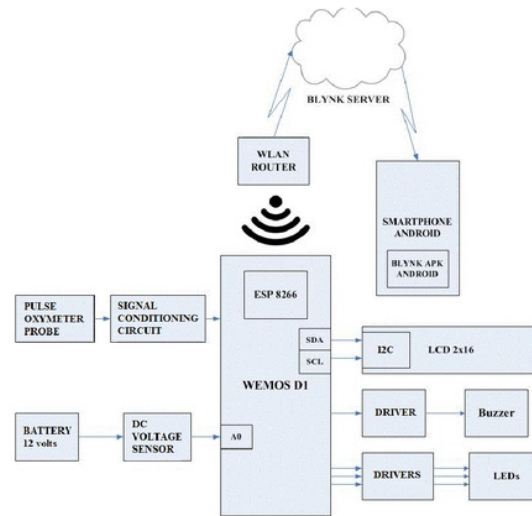 BLYNK SERVER
WLAN
ROUTER
SMARTPHONE
ANDROID
BLYNK APK
ANDROID
ESP 8266
PULSE
OXYMETER
PROBE
SIGNAL
CONDITIONING
CIRCUIT
SDA
SCL
I2C
LCD 2x16
WEMOS D1
DRIVER
Buzzer
BATTERY
12 volts
DC
VOLTAGE
SENSOR
A0
DRIVERS
LEDs